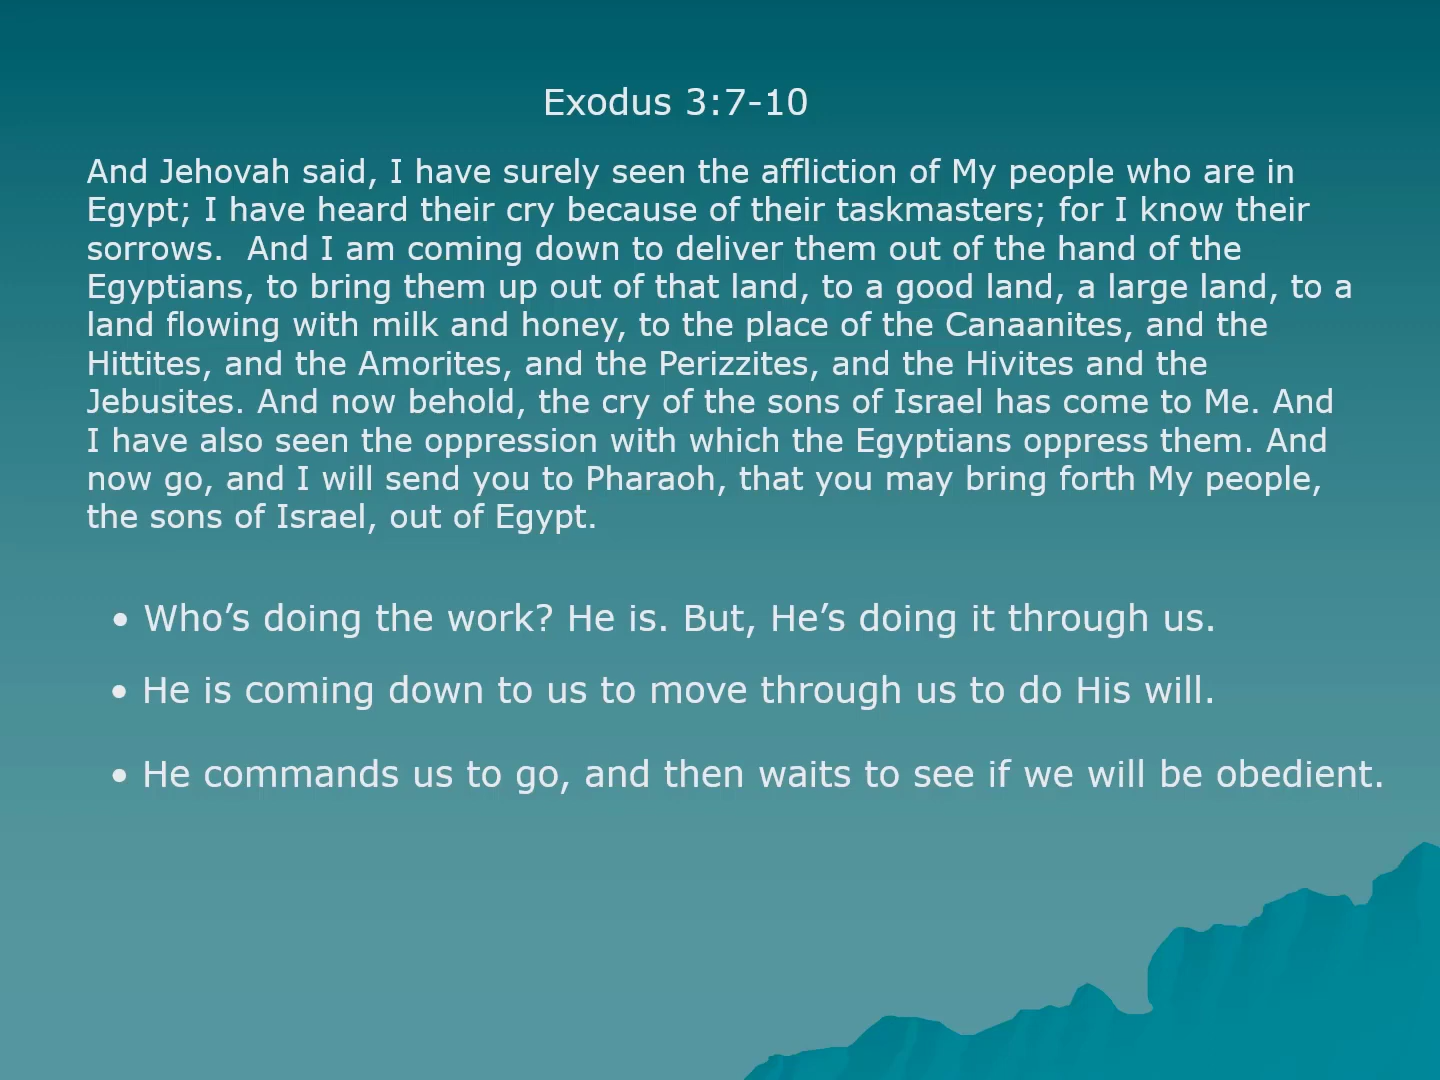 Exodus 3:7-10
And Jehovah said, I have surely seen the affliction of My people who are in
Egypt; I have heard their cry because of their taskmasters; for I know their
sorrows.  And I am coming down to deliver them out of the hand of the
Egyptians, to bring them up out of that land, to a good land, a large land, to a
land flowing with milk and honey, to the place of the Canaanites, and the
Hittites, and the Amorites, and the Perizzites, and the Hivites and the
Jebusites. And now behold, the cry of the sons of Israel has come to Me. And
I have also seen the oppression with which the Egyptians oppress them. And
now go, and I will send you to Pharaoh, that you may bring forth My people,
the sons of Israel, out of Egypt.
• Who’s doing the work? He is. But, He’s doing it through us.
• He is coming down to us to move through us to do His will.
• He commands us to go, and then waits to see if we will be obedient.